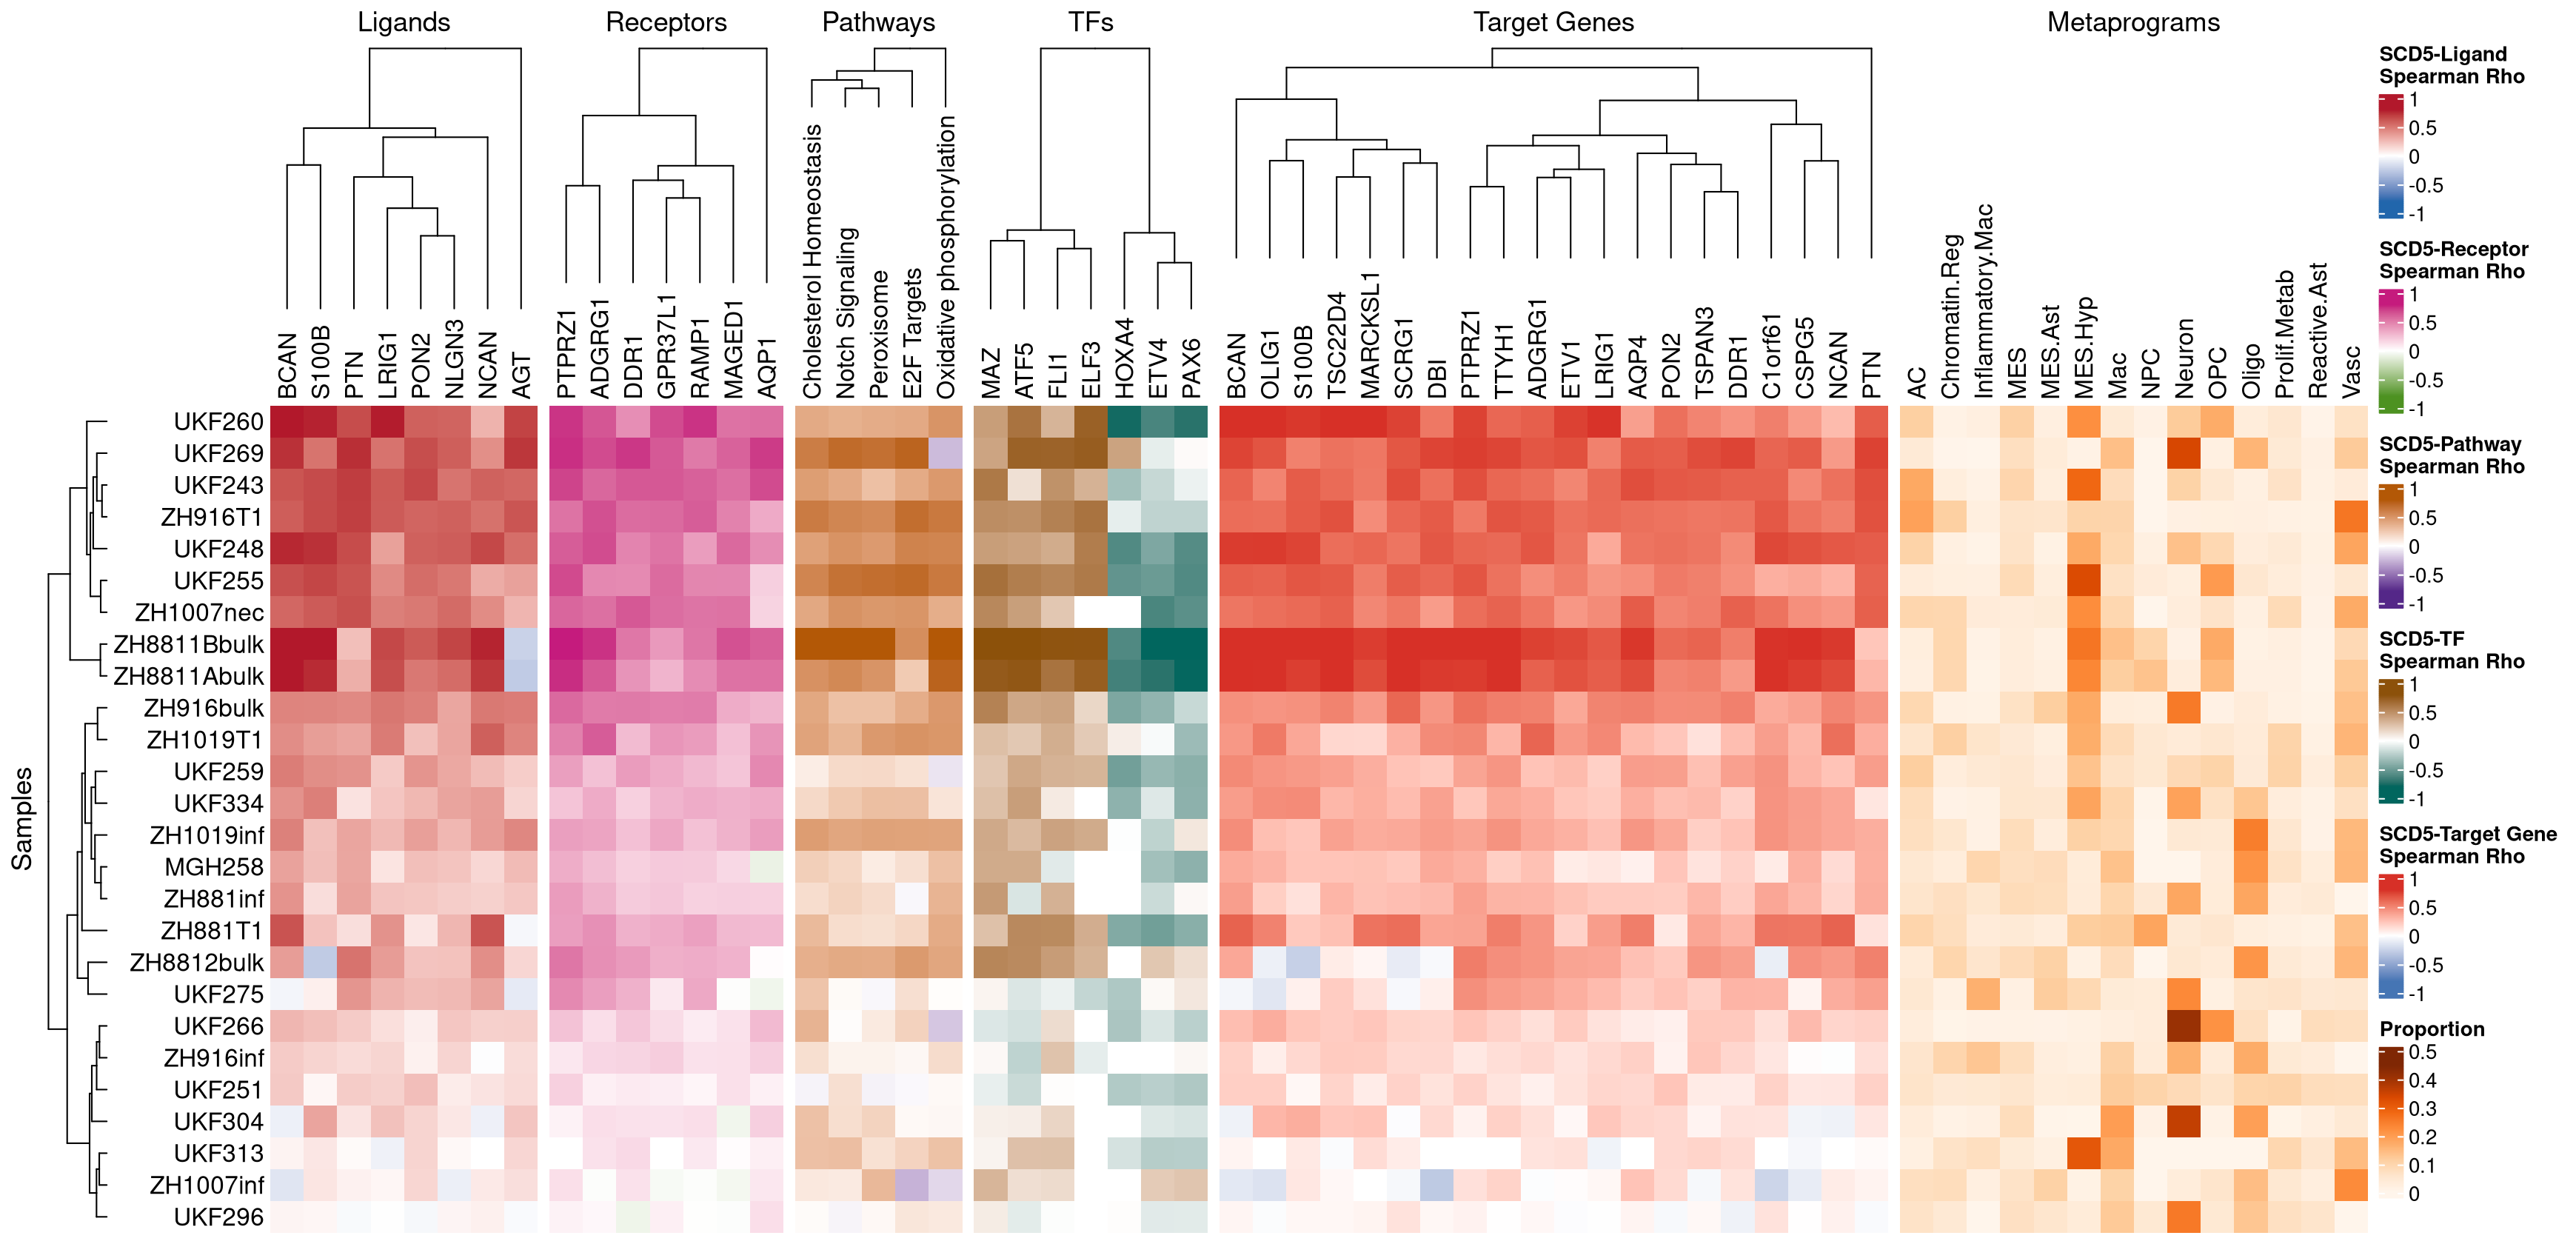 Ligands
Receptors
Pathways
TFs
Target Genes
Metaprograms
BCAN
S100B
PTN
LRIG1
PON2
NLGN3
NCAN
AGT
PTPRZ1
ADGRG1
DDR1
GPR37L1
RAMP1
MAGED1
AQP1
Cholesterol Homeostasis
Notch Signaling
Peroxisome
E2F Targets
Oxidative phosphorylation
MAZ
ATF5
FLI1
ELF3
HOXA4
ETV4
PAX6
BCAN
OLIG1
S100B
TSC22D4
MARCKSL1
SCRG1
DBI
PTPRZ1
TTYH1
ADGRG1
ETV1
LRIG1
AQP4
PON2
TSPAN3
DDR1
C1orf61
CSPG5
NCAN
PTN
AC
Chromatin.Reg
Inflammatory.Mac
MES
MES.Ast
MES.Hyp
Mac
NPC
Neuron
OPC
Oligo
Prolif.Metab
Reactive.Ast
Vasc
Samples
UKF260
UKF269
UKF243
ZH916T1
UKF248
UKF255
ZH1007nec
ZH8811Bbulk
ZH8811Abulk
ZH916bulk
ZH1019T1
UKF259
UKF334
ZH1019inf
MGH258
ZH881inf
ZH881T1
ZH8812bulk
UKF275
UKF266
ZH916inf
UKF251
UKF304
UKF313
ZH1007inf
UKF296
SCD5-Ligand
Spearman Rho
1
0.5
0
-0.5
-1
SCD5-Receptor
Spearman Rho
1
0.5
0
-0.5
-1
SCD5-Pathway
Spearman Rho
1
0.5
0
-0.5
-1
SCD5-TF
Spearman Rho
1
0.5
0
-0.5
-1
SCD5-Target Gene
Spearman Rho
1
0.5
0
-0.5
-1
Proportion
0.5
0.4
0.3
0.2
0.1
0